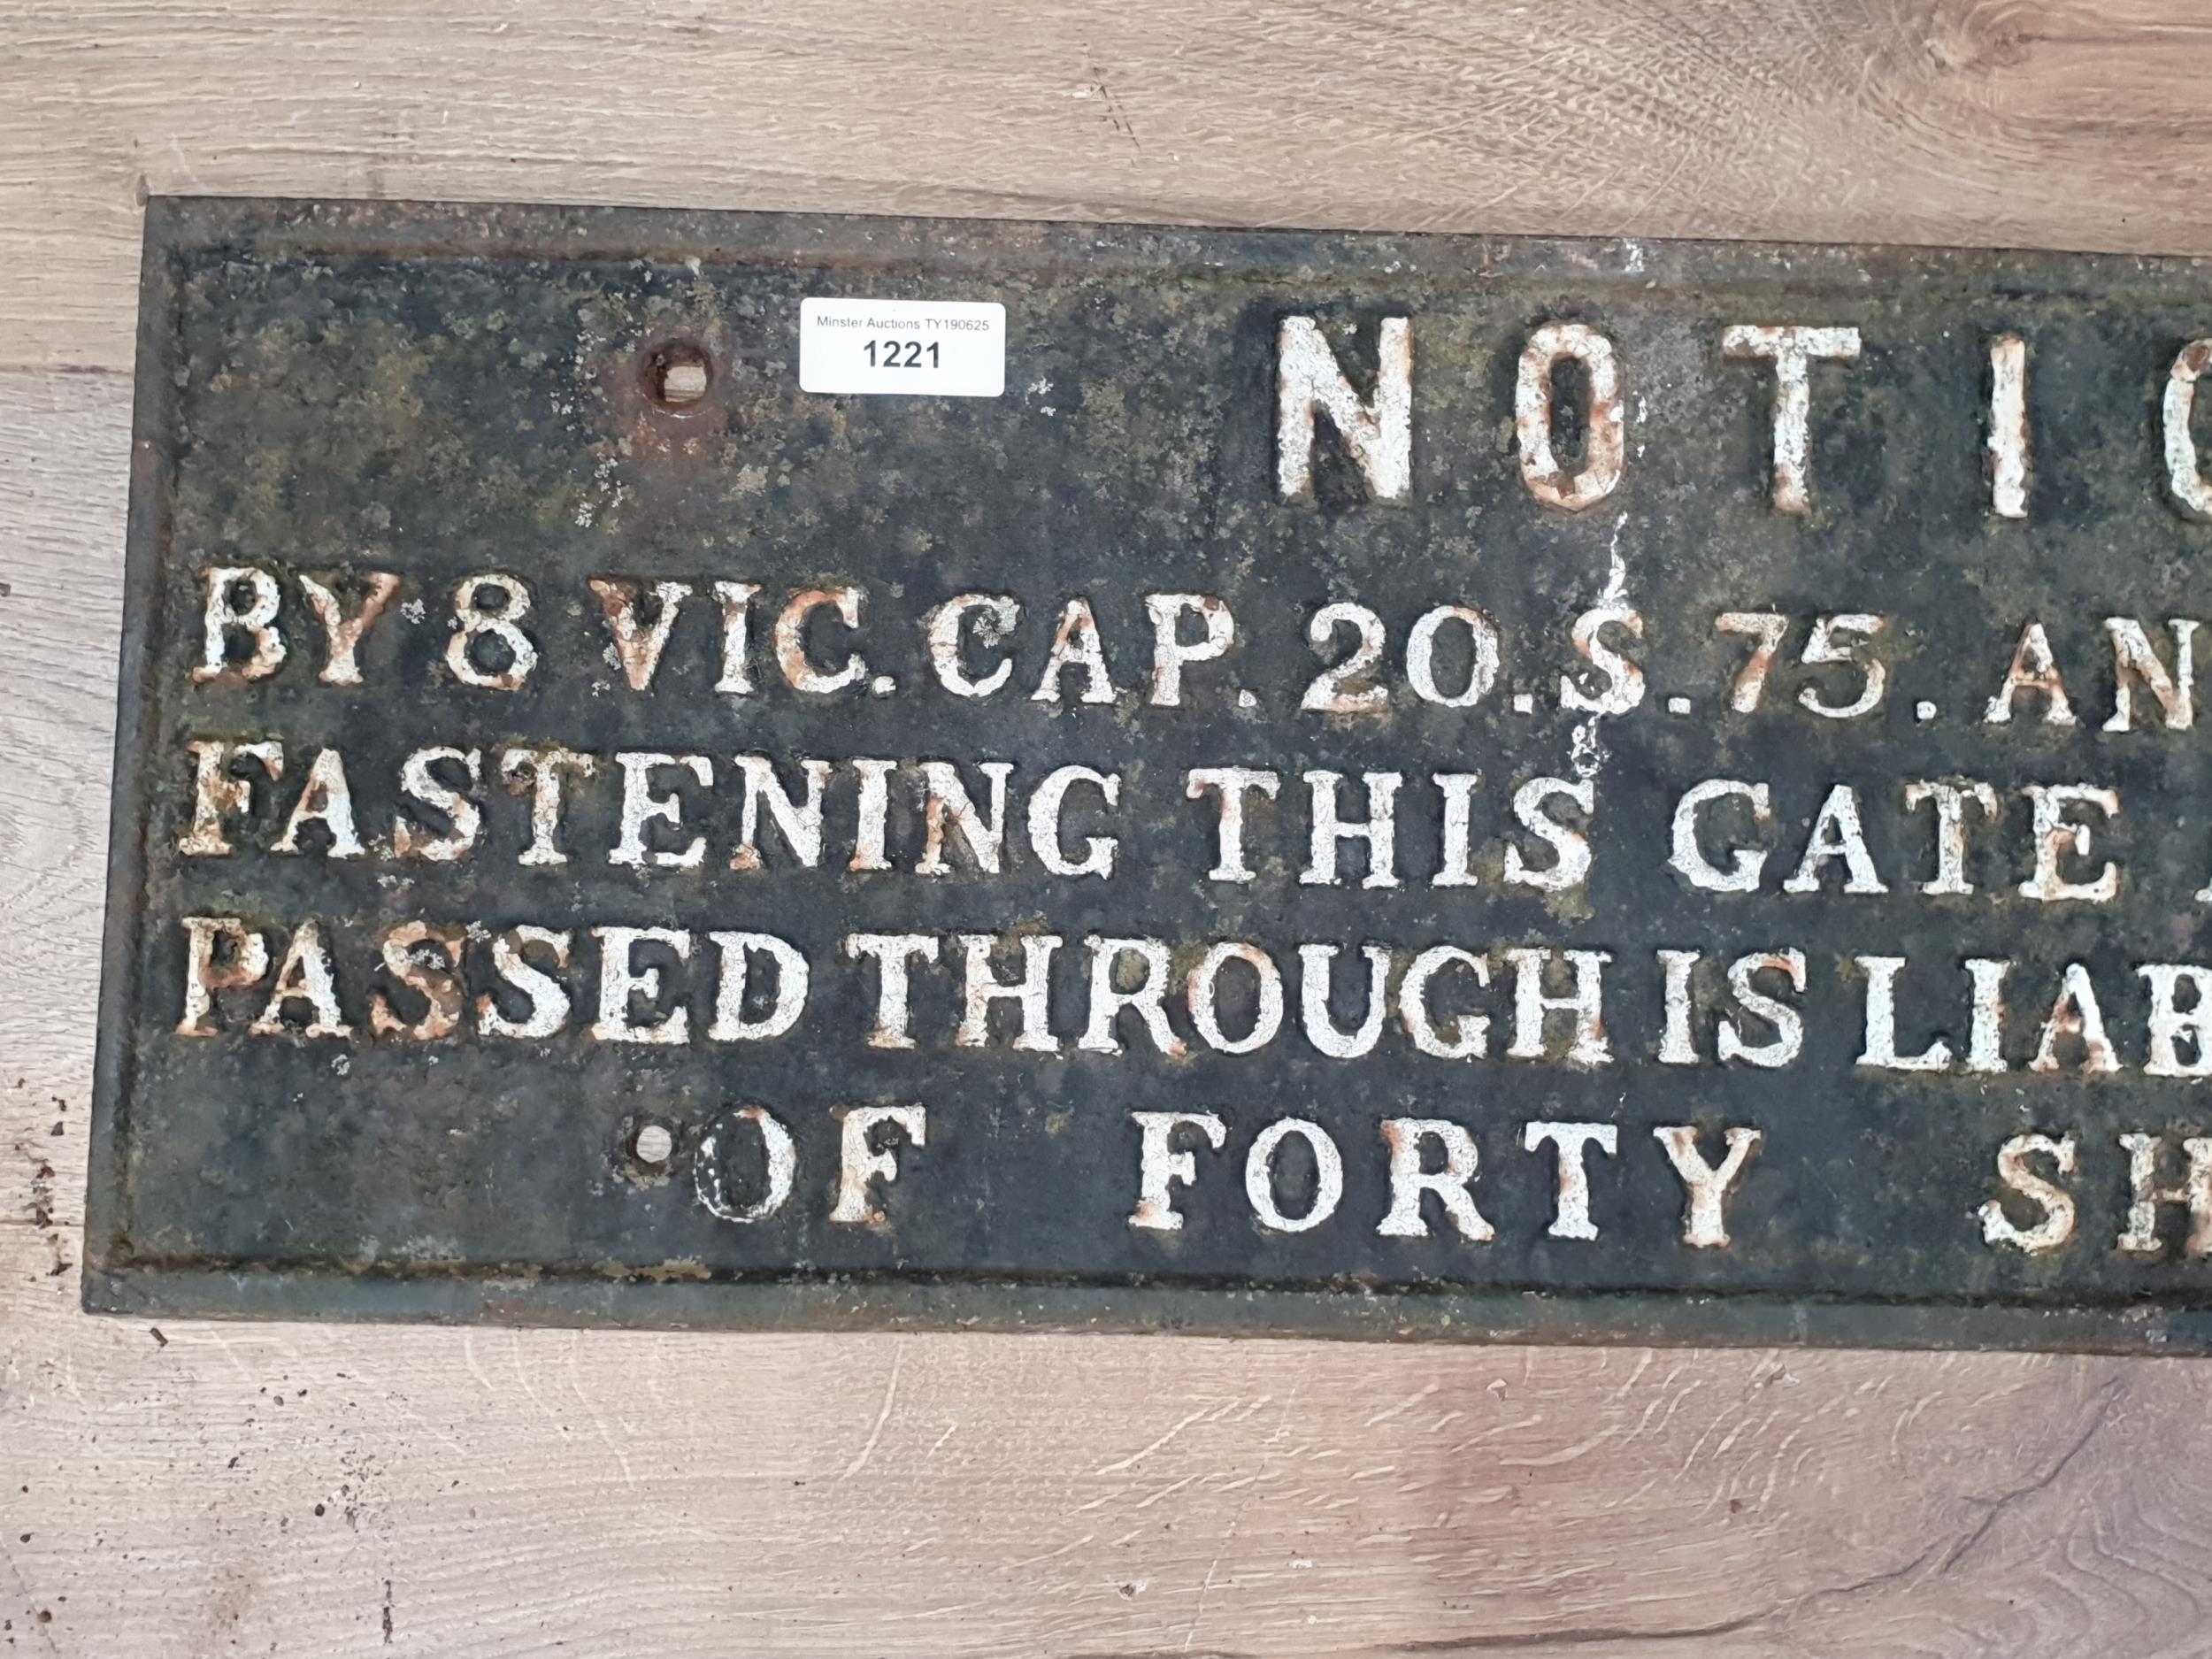 Minster Auctions TY190625
1221
NOTIC
BY 8 VIC. CAP. 20. S. 75. AN
FASTENING THIS GATE
PASSED THROUGH IS LIAB
OF FORTY SH